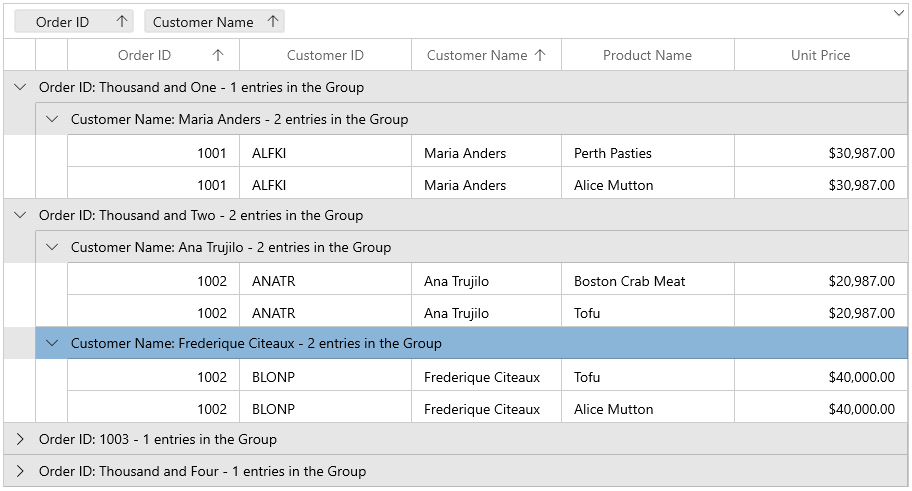 Order ID Customer Name
Order ID Customer ID Customer Name Product Name Unit Price
Order ID: Thousand and One - 1 entries in the Group
Customer Name: Maria Anders - 2 entries in the Group
1001 ALFKI Maria Anders Perth Pasties $30,987.00
1001 ALFKI Maria Anders Alice Mutton $30,987.00
Order ID: Thousand and Two - 2 entries in the Group
Customer Name: Ana Trujilo - 2 entries in the Group
1002 ANATR Ana Trujilo Boston Crab Meat $20,987.00
1002 ANATR Ana Trujilo Tofu $20,987.00
Customer Name: Frederique Citeaux - 2 entries in the Group
1002 BLONP Frederique Citeaux Tofu $40,000.00
1002 BLONP Frederique Citeaux Alice Mutton $40,000.00
Order ID: 1003 - 1 entries in the Group
Order ID: Thousand and Four - 1 entries in the Group